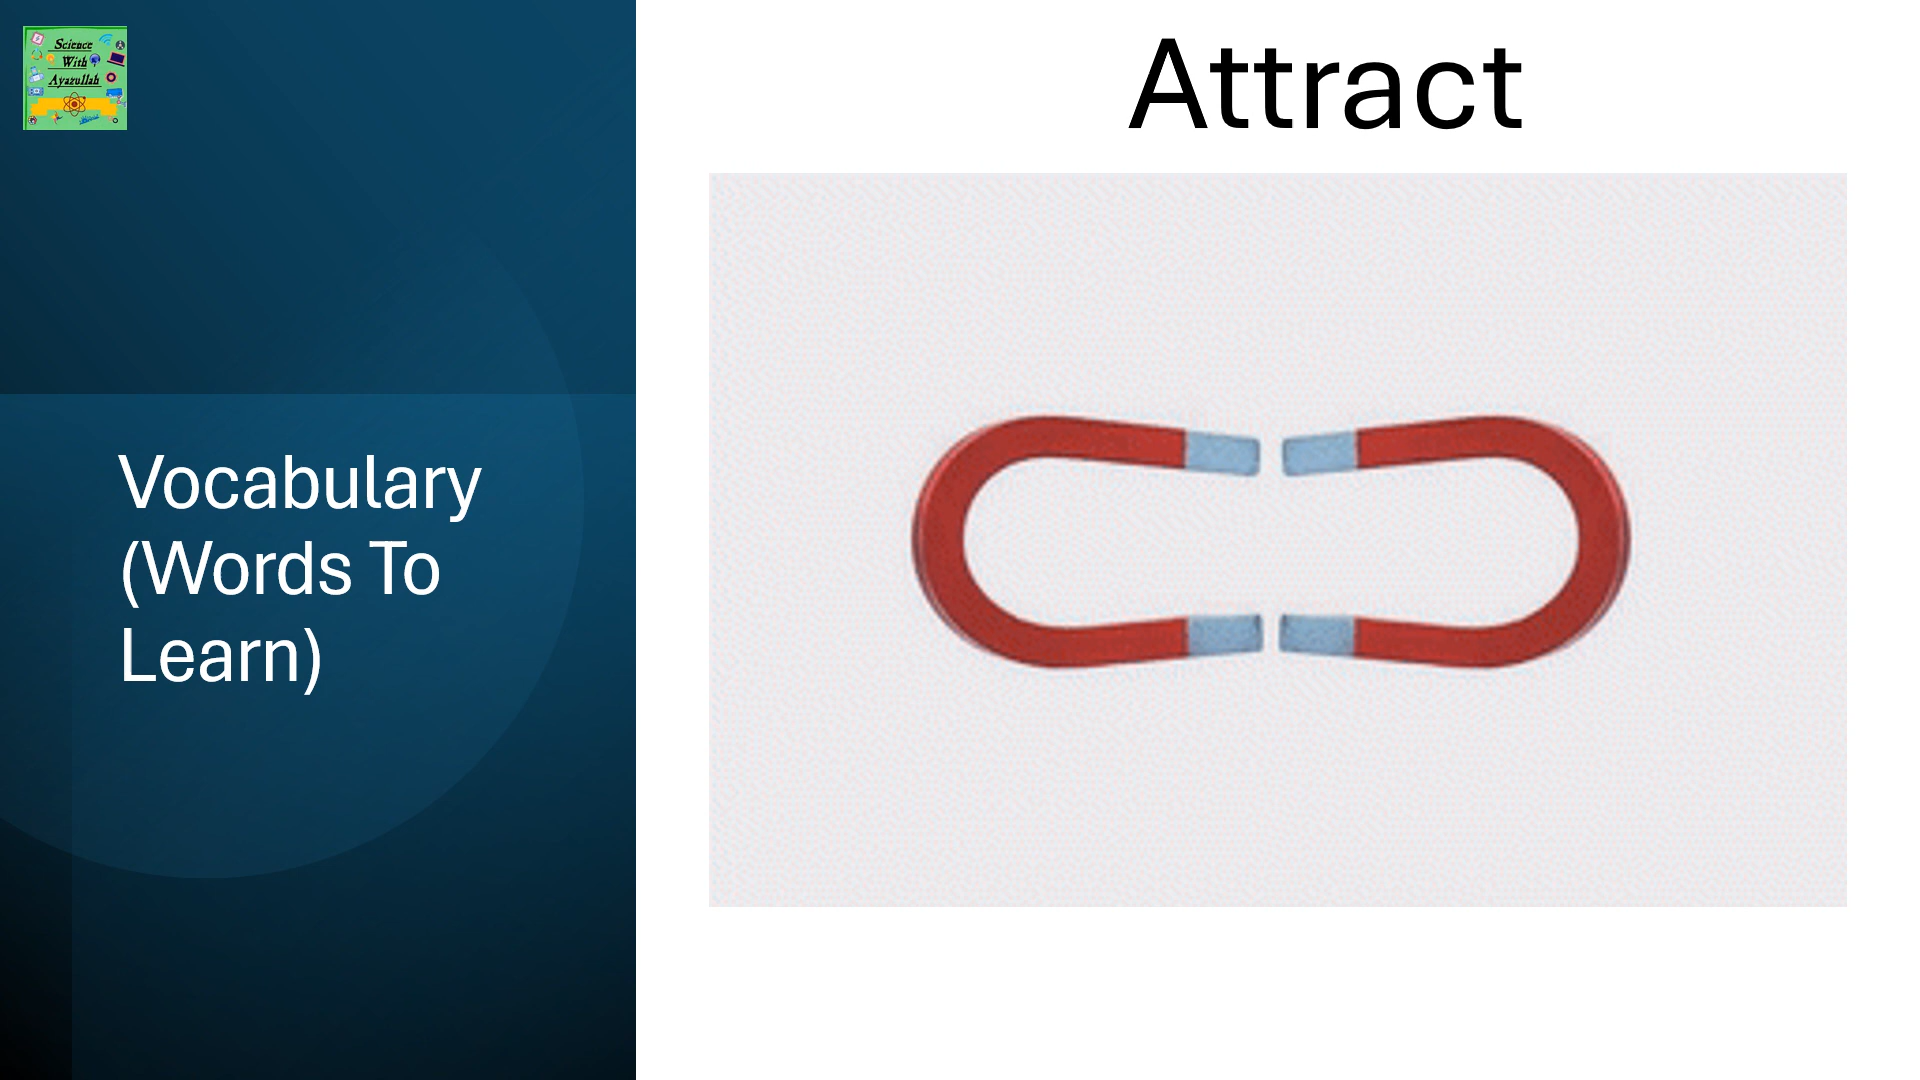 Science
With
Ayazullah
Attract
Vocabulary
(Words To
Learn)